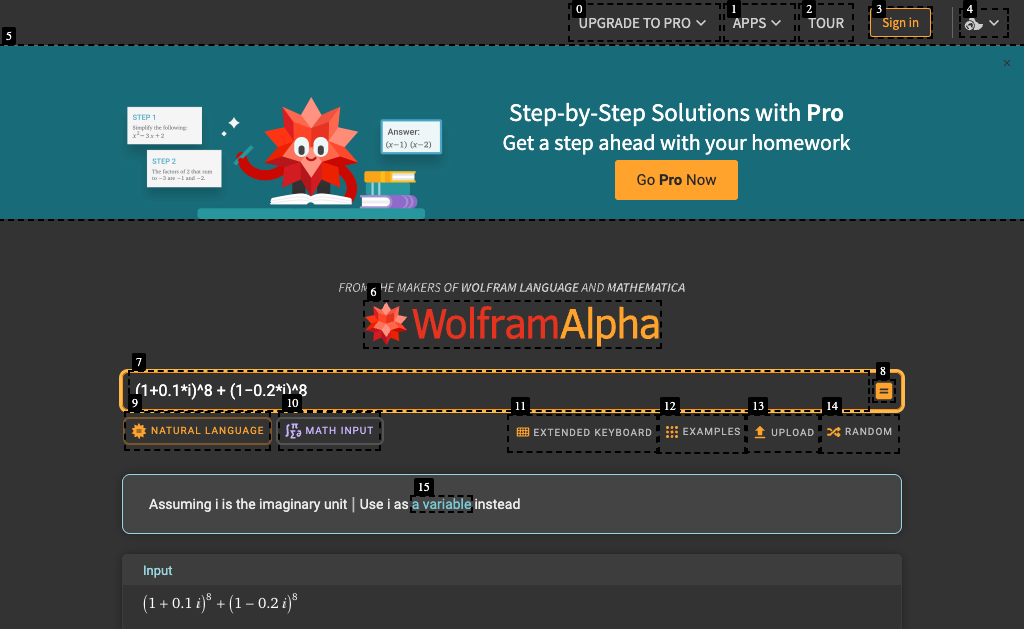 UPGRADE TO PRO
APPS
TOUR
Sign in
0
1
2
3
4
5
×
STEP 1
Simplify the following:
x² − 3 x + 2
STEP 2
The factors of 2 that sum
to −3 are −1 and −2.
Answer:
(x−1) (x−2)
Step-by-Step Solutions with Pro
Get a step ahead with your homework
Go Pro Now
6
FROM THE MAKERS OF WOLFRAM LANGUAGE AND MATHEMATICA
WolframAlpha
7
8
(1+0.1*i)^8 + (1−0.2*i)^8
=
9
10
11
12
13
14
NATURAL LANGUAGE
MATH INPUT
EXTENDED KEYBOARD
EXAMPLES
UPLOAD
RANDOM
15
Assuming i is the imaginary unit | Use i as a variable instead
Input
(1 + 0.1 i)⁸ + (1 − 0.2 i)⁸